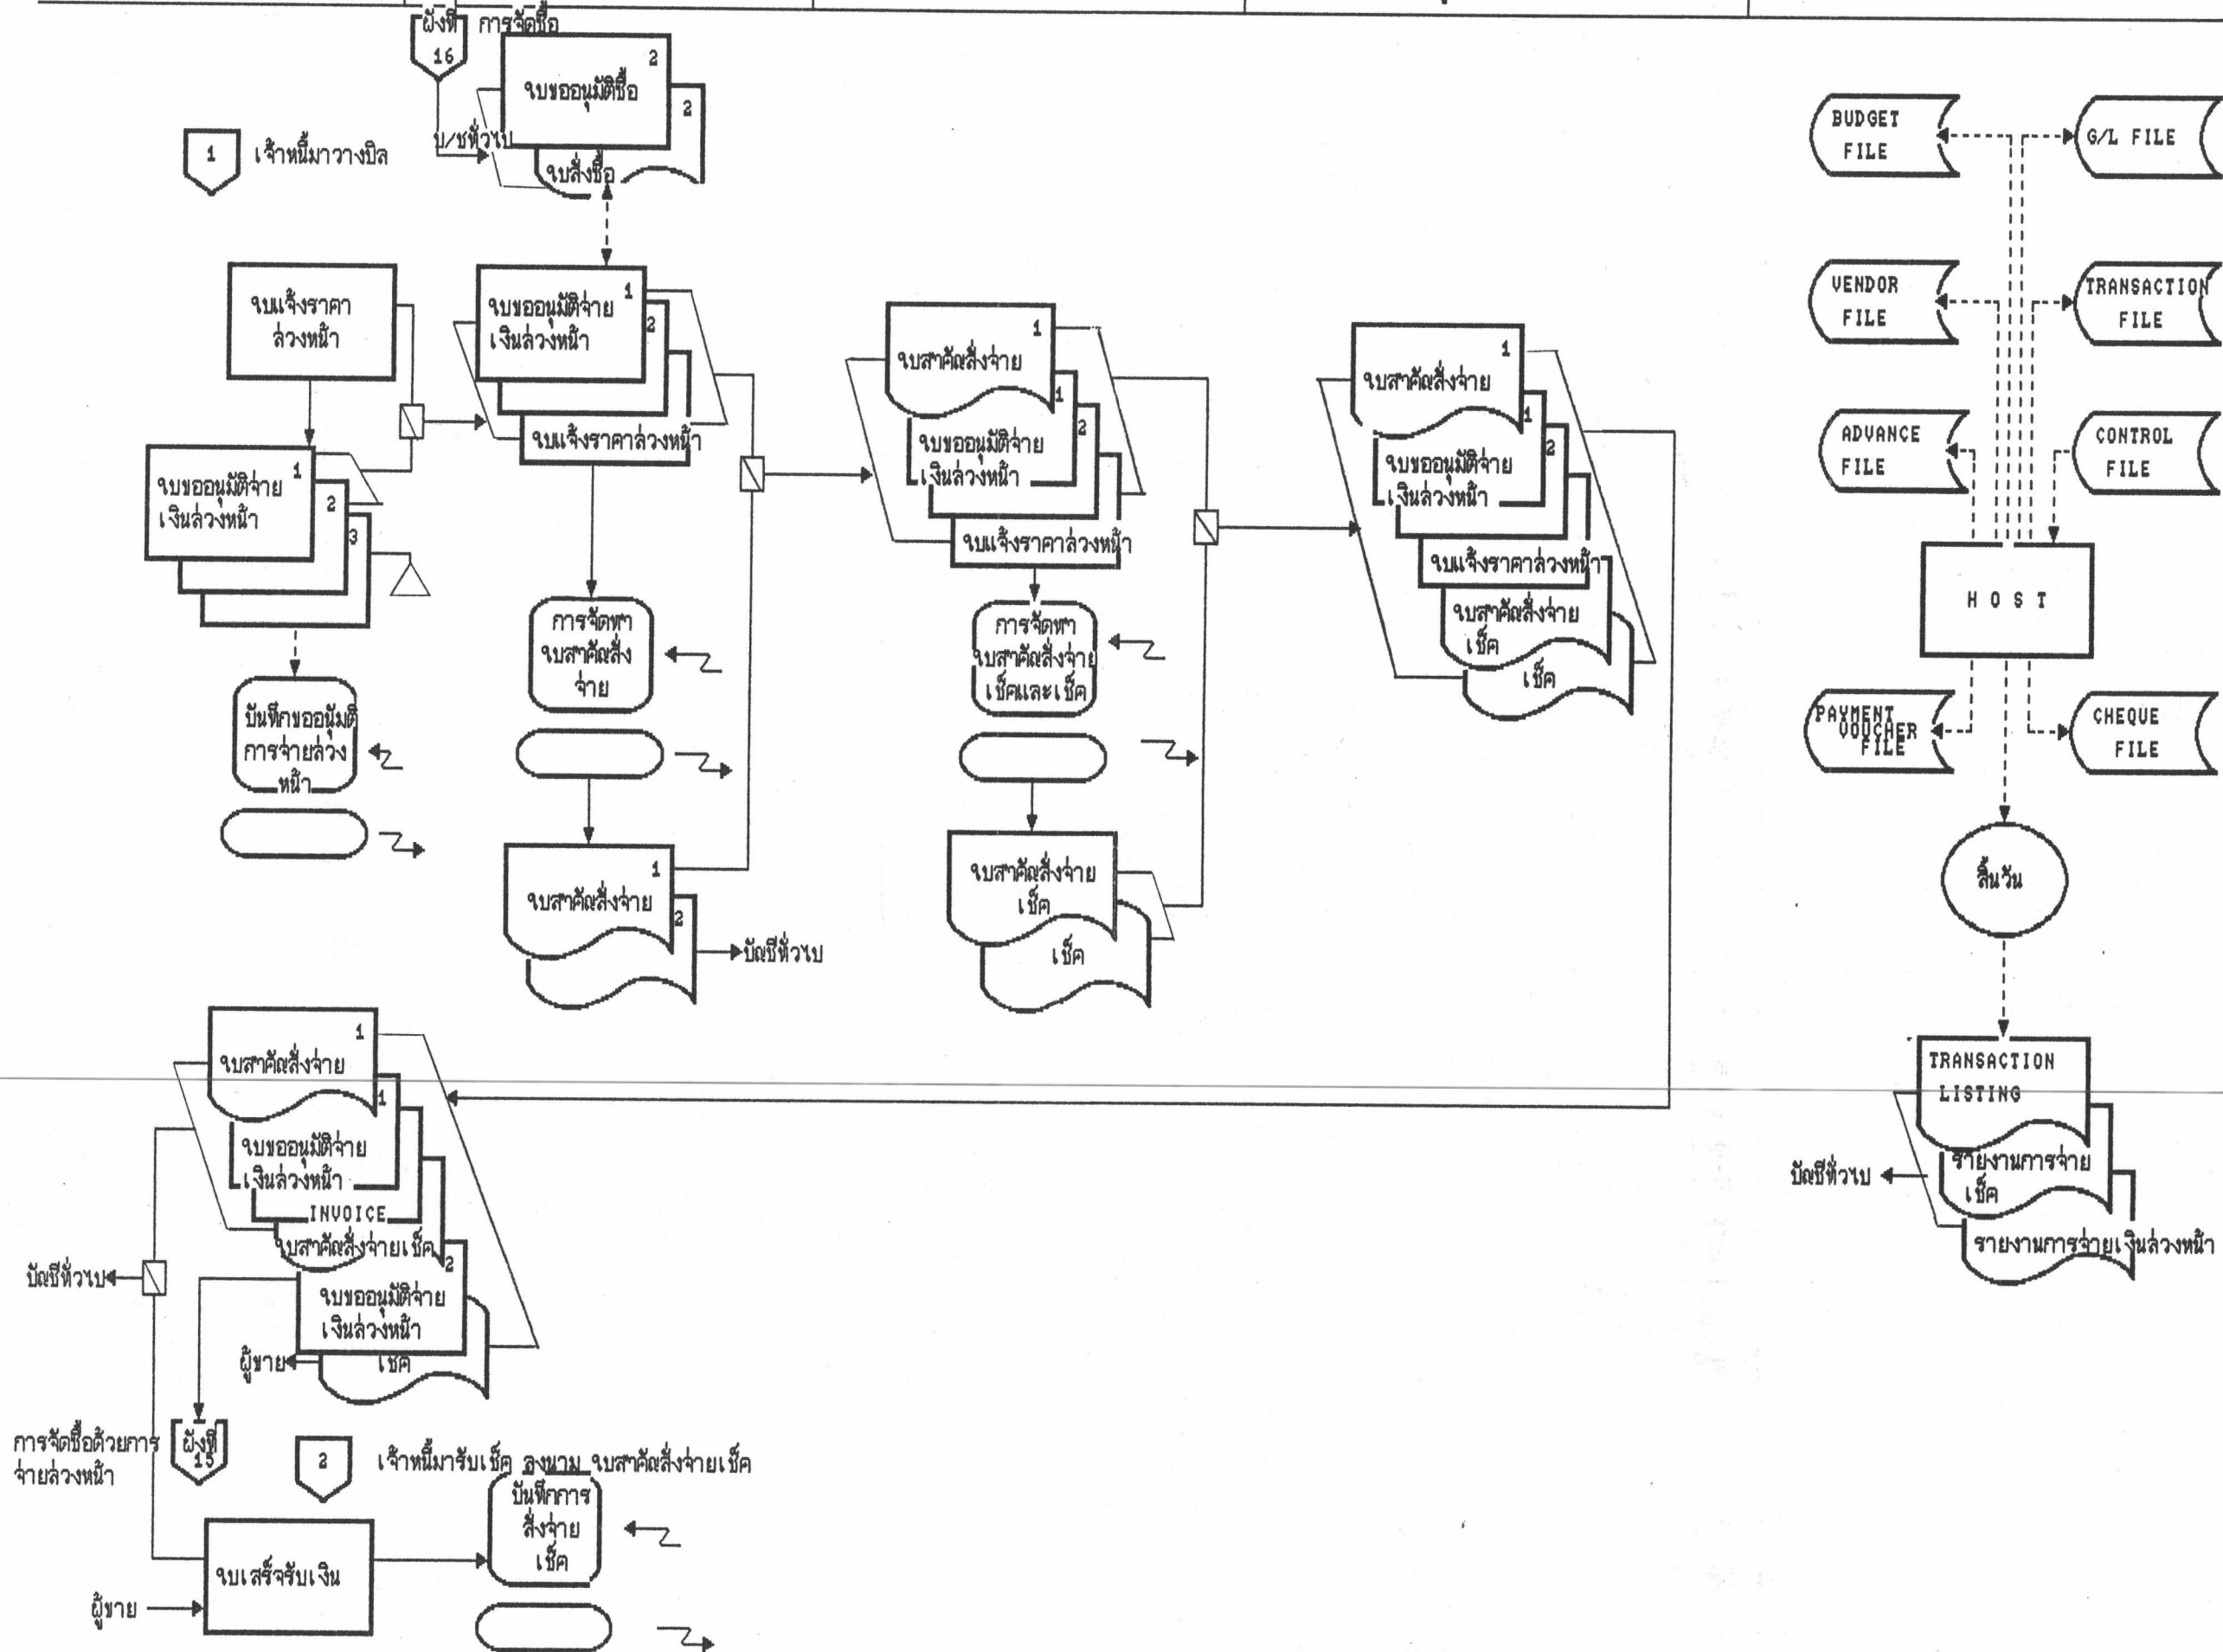 ผังที่
16
การจัดซื้อ
ใบขออนุมัติซื้อ
2
2
ใบสั่งซื้อ
บ/ชทั่วไป
1
เจ้าหนี้มาวางบิล
ใบแจ้งราคา
ล่วงหน้า
ใบขออนุมัติจ่าย
เงินล่วงหน้า
1
2
3
บันทึกขออนุมัติ
การจ่ายล่วง
หน้า
ใบขออนุมัติจ่าย
เงินล่วงหน้า
1
2
ใบแจ้งราคาล่วงหน้า
การจัดทำ
ใบสำคัญสั่ง
จ่าย
ใบสำคัญสั่งจ่าย
1
2
บัญชีทั่วไป
ใบสำคัญสั่งจ่าย
1
ใบขออนุมัติจ่าย
เงินล่วงหน้า
1
2
ใบแจ้งราคาล่วงหน้า
การจัดทำ
ใบสำคัญสั่งจ่าย
เช็คและเช็ค
ใบสำคัญสั่งจ่าย
เช็ค
เช็ค
ใบสำคัญสั่งจ่าย
1
ใบขออนุมัติจ่าย
เงินล่วงหน้า
1
2
ใบแจ้งราคาล่วงหน้า
ใบสำคัญสั่งจ่าย
เช็ค
เช็ค
BUDGET
FILE
G/L FILE
VENDOR
FILE
TRANSACTION
FILE
ADVANCE
FILE
CONTROL
FILE
HOST
PAYMENT
VOUCHER
FILE
CHEQUE
FILE
สิ้นวัน
TRANSACTION
LISTING
รายงานการจ่าย
เช็ค
รายงานการจ่ายเงินล่วงหน้า
บัญชีทั่วไป
ใบสำคัญสั่งจ่าย
1
ใบขออนุมัติจ่าย
เงินล่วงหน้า
1
INVOICE
ใบสำคัญสั่งจ่ายเช็ค
2
ใบขออนุมัติจ่าย
เงินล่วงหน้า
เช็ค
ผู้ขาย
บัญชีทั่วไป
การจัดซื้อด้วยการ
จ่ายล่วงหน้า
ผังที่
15
2
เจ้าหนี้มารับเช็ค ลงนาม ใบสำคัญสั่งจ่ายเช็ค
บันทึกการ
สั่งจ่าย
เช็ค
ใบเสร็จรับเงิน
ผู้ขาย